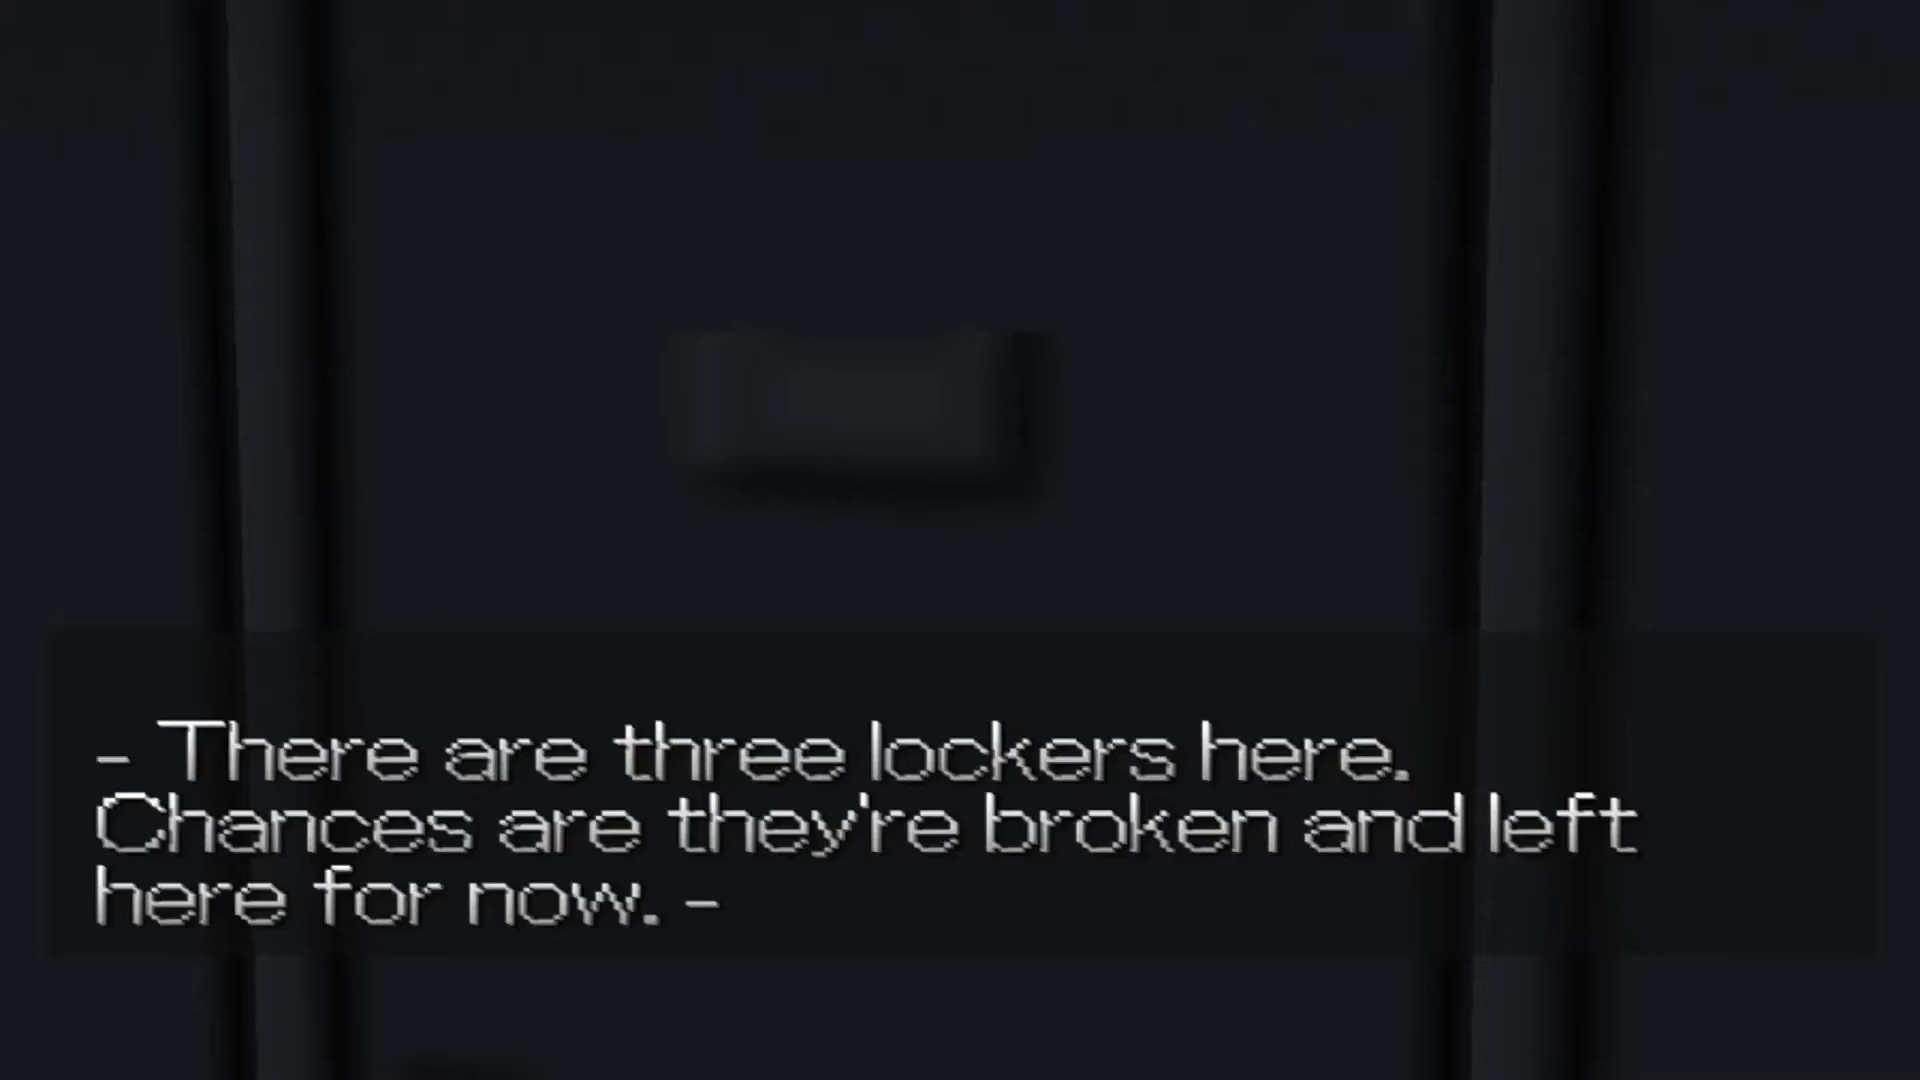 - There are three lockers here.
Chances are they're broken and left
here for now. -